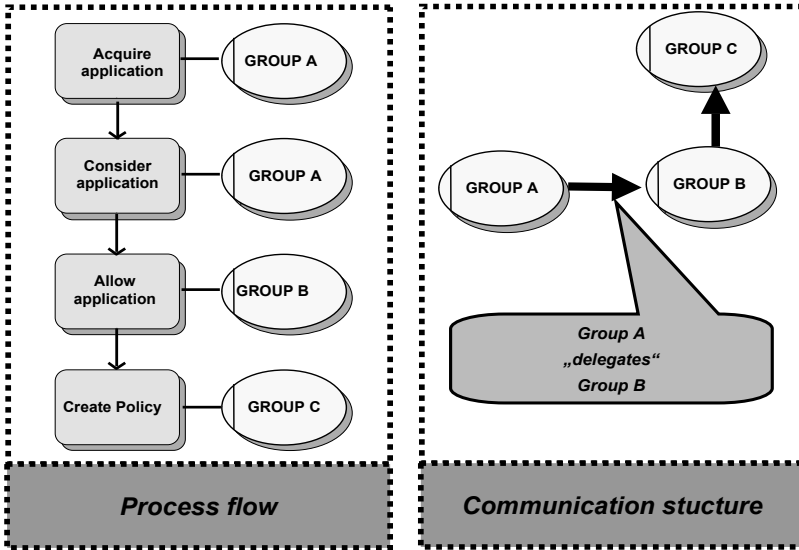 Acquire
application
GROUP A
Consider
application
GROUP A
Allow
application
GROUP B
Create Policy
GROUP C
Process flow
GROUP C
GROUP A
GROUP B
Group A
„delegates“
Group B
Communication stucture